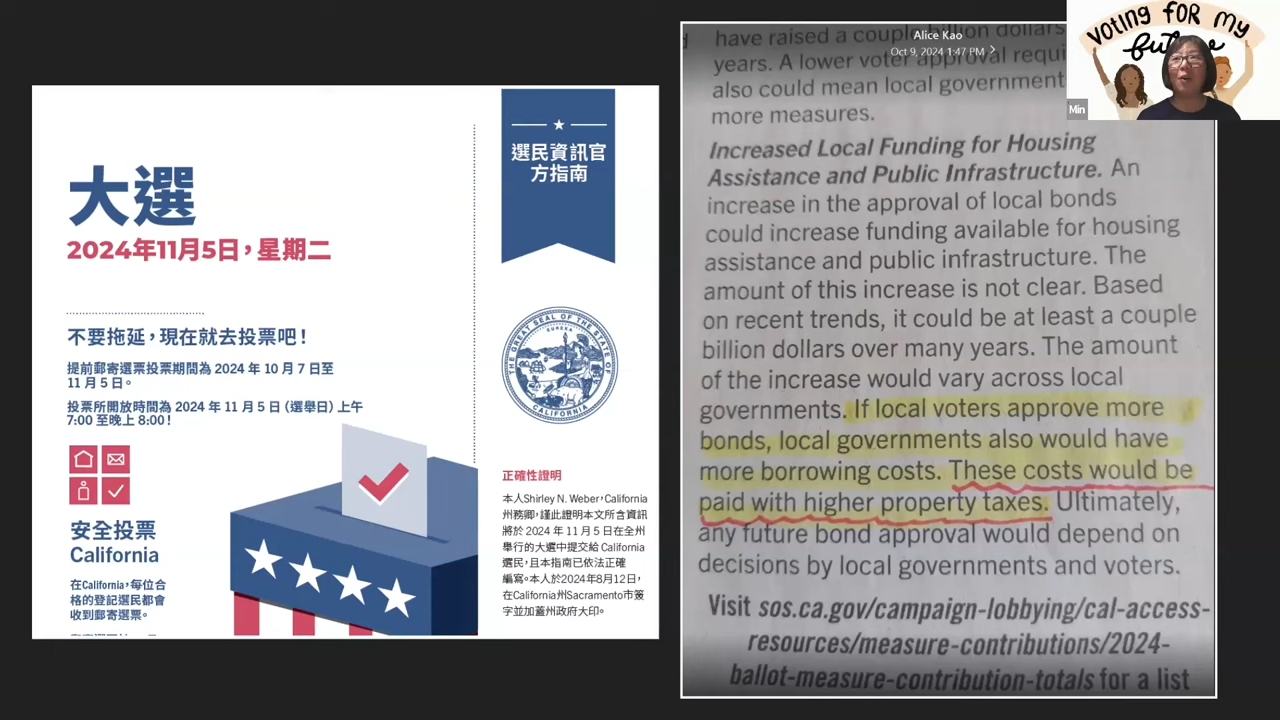 大選
2024年11月5日，星期二
不要拖延，現在就去投票吧！
提前郵寄選票投票期間為 2024 年 10 月 7 日至
11 月 5 日。
投票所開放時間為 2024 年 11 月 5 日（選舉日）上午
7:00 至晚上 8:00！
安全投票
California
在California，每位合
格的登記選民都會
收到郵寄選票。
選民資訊官
方指南
THE GREAT SEAL OF THE STATE OF CALIFORNIA
EUREKA
正確性證明
本人Shirley N. Weber，California
州務卿，謹此證明本文所含資訊
將於 2024 年 11 月 5 日在全州
舉行的大選中提交給 California
選民，且本指南已依法正確
編寫。本人於2024年8月12日，
在California州Sacramento市簽
字並加蓋州政府大印。
Alice Kao
Oct 9, 2024 1:47 PM
have raised a couple billion dollars
years. A lower voter approval requi
also could mean local government
more measures.
Increased Local Funding for Housing
Assistance and Public Infrastructure. An
increase in the approval of local bonds
could increase funding available for housing
assistance and public infrastructure. The
amount of this increase is not clear. Based
on recent trends, it could be at least a couple
billion dollars over many years. The amount
of the increase would vary across local
governments. If local voters approve more
bonds, local governments also would have
more borrowing costs. These costs would be
paid with higher property taxes. Ultimately,
any future bond approval would depend on
decisions by local governments and voters.
Visit sos.ca.gov/campaign-lobbying/cal-access-
resources/measure-contributions/2024-
ballot-measure-contribution-totals for a list
VOTING FOR MY
future
Min